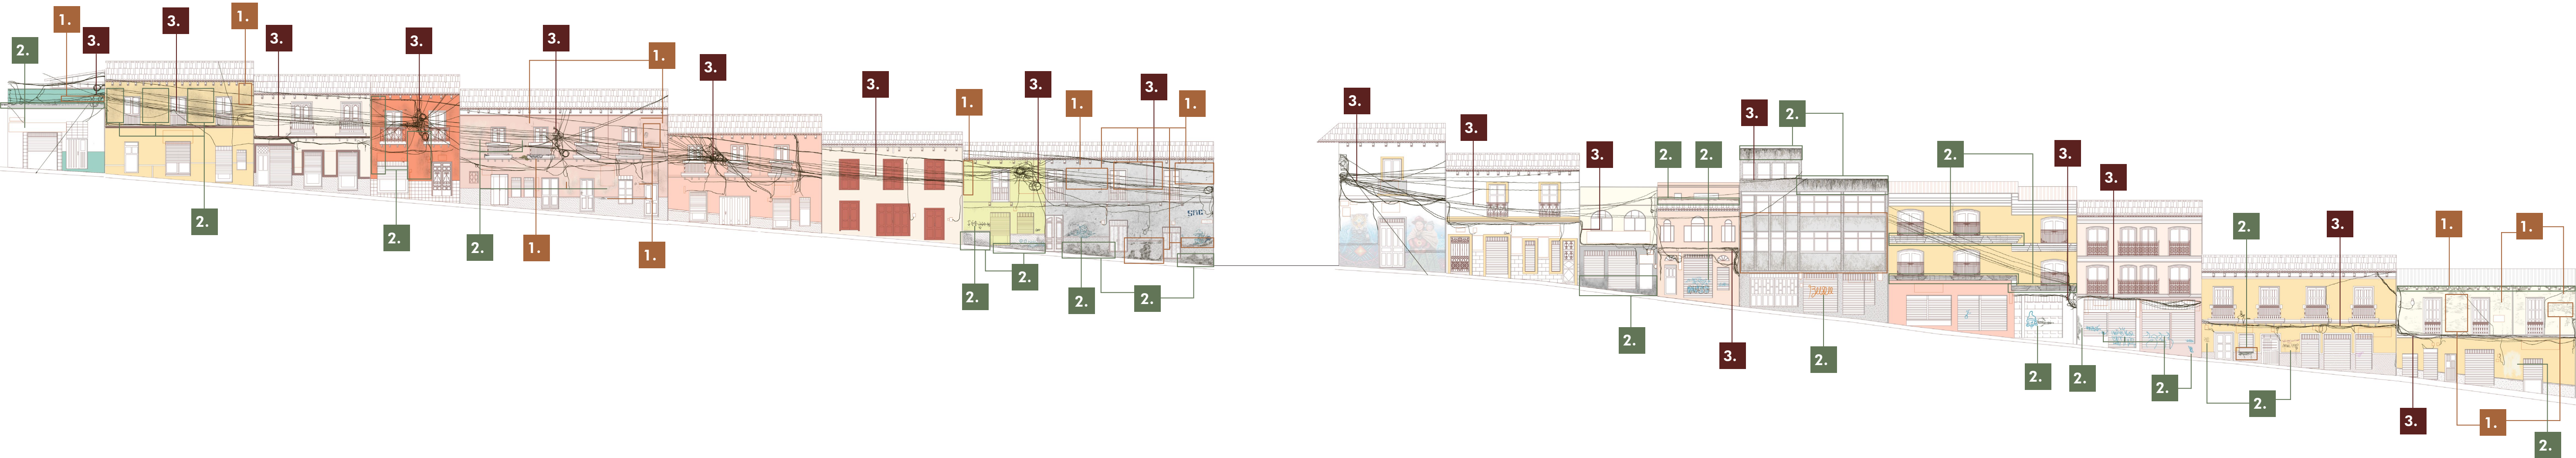 1. 3. 1.
2. 3. 3. 3. 3. 1.
3. 3. 1. 3. 1. 3. 1.
2. 2. 2. 1. 1.
2. 2. 2. 2.
3. 3. 3. 2. 2. 3. 2. 2. 3. 3.
2. 3. 1. 1.
2. 3. 2. 2. 2. 2. 2.
3. 1. 2.